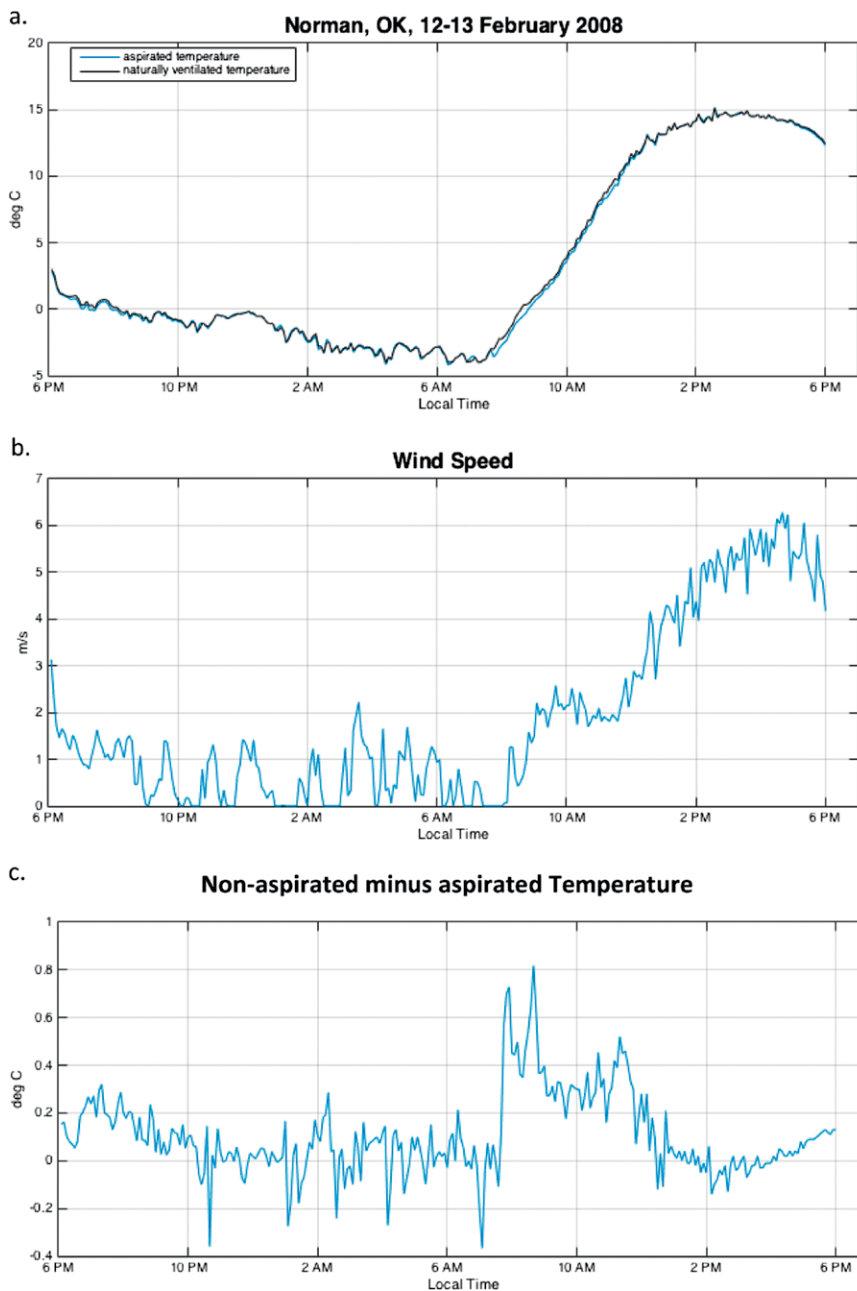 a.
Norman, OK, 12-13 February 2008
20
aspirated temperature
naturally ventilated temperature
15
10
deg C
5
0
-5
6 PM 10 PM 2 AM 6 AM 10 AM 2 PM 6 PM
Local Time
b.
Wind Speed
7
6
5
4
m/s
3
2
1
0
6 PM 10 PM 2 AM 6 AM 10 AM 2 PM 6 PM
Local Time
c.
Non-aspirated minus aspirated Temperature
1
0.8
0.6
0.4
deg C
0.2
0
-0.2
-0.4
6 PM 10 PM 2 AM 6 AM 10 AM 2 PM 6 PM
Local Time